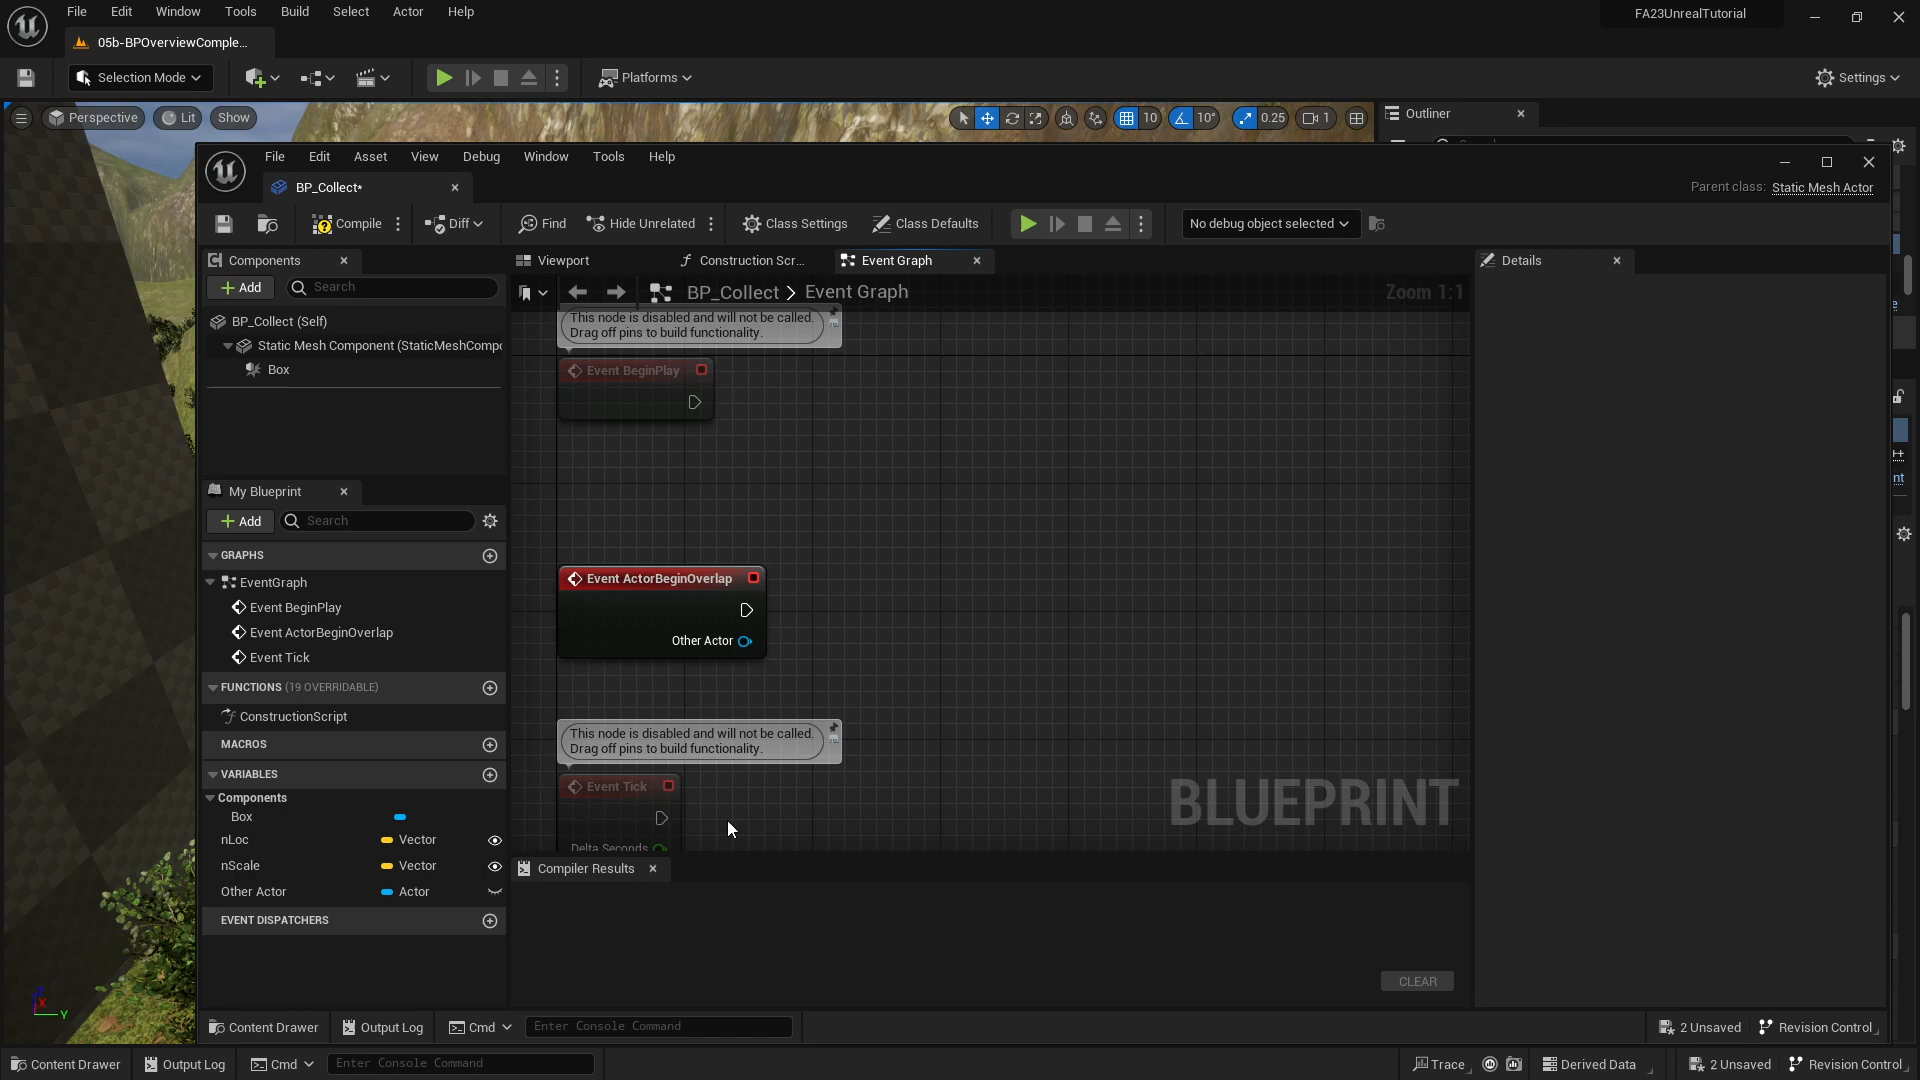 File Edit Window Tools Build Select Actor Help
FA23UnrealTutorial
05b-BPOverviewComple...
Selection Mode
Platforms
Settings
Perspective Lit Show
10 10° 0.25 1
Outliner
File Edit Asset View Debug Window Tools Help
BP_Collect*
Parent class: Static Mesh Actor
Compile Diff Find Hide Unrelated Class Settings Class Defaults No debug object selected
Components
Viewport Construction Scr... Event Graph
Details
Add Search
BP_Collect > Event Graph
Zoom 1:1
BP_Collect (Self)
Static Mesh Component (StaticMeshCompo
Box
This node is disabled and will not be called.
Drag off pins to build functionality.
Event BeginPlay
My Blueprint
Add Search
GRAPHS
EventGraph
Event BeginPlay
Event ActorBeginOverlap
Event Tick
FUNCTIONS (19 OVERRIDABLE)
ConstructionScript
MACROS
VARIABLES
Components
Box
nLoc Vector
nScale Vector
Other Actor Actor
EVENT DISPATCHERS
Event ActorBeginOverlap
Other Actor
This node is disabled and will not be called.
Drag off pins to build functionality.
Event Tick
Delta Seconds
BLUEPRINT
Compiler Results
CLEAR
Content Drawer Output Log Cmd Enter Console Command
2 Unsaved Revision Control
Content Drawer Output Log Cmd Enter Console Command
Trace Derived Data 2 Unsaved Revision Control
X
Y